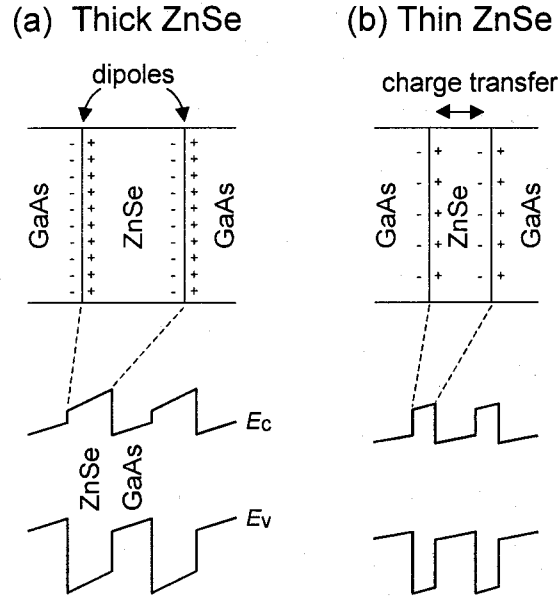 (a) Thick ZnSe
(b) Thin ZnSe
dipoles
charge transfer
GaAs
- + - + - + - + - + - + - + - + - + - +
ZnSe
- + - + - + - + - + - + - + - + - + - +
GaAs
GaAs
- + - + - + - + - +
ZnSe
- + - + - + - + - +
GaAs
Ec
ZnSe
GaAs
Ev